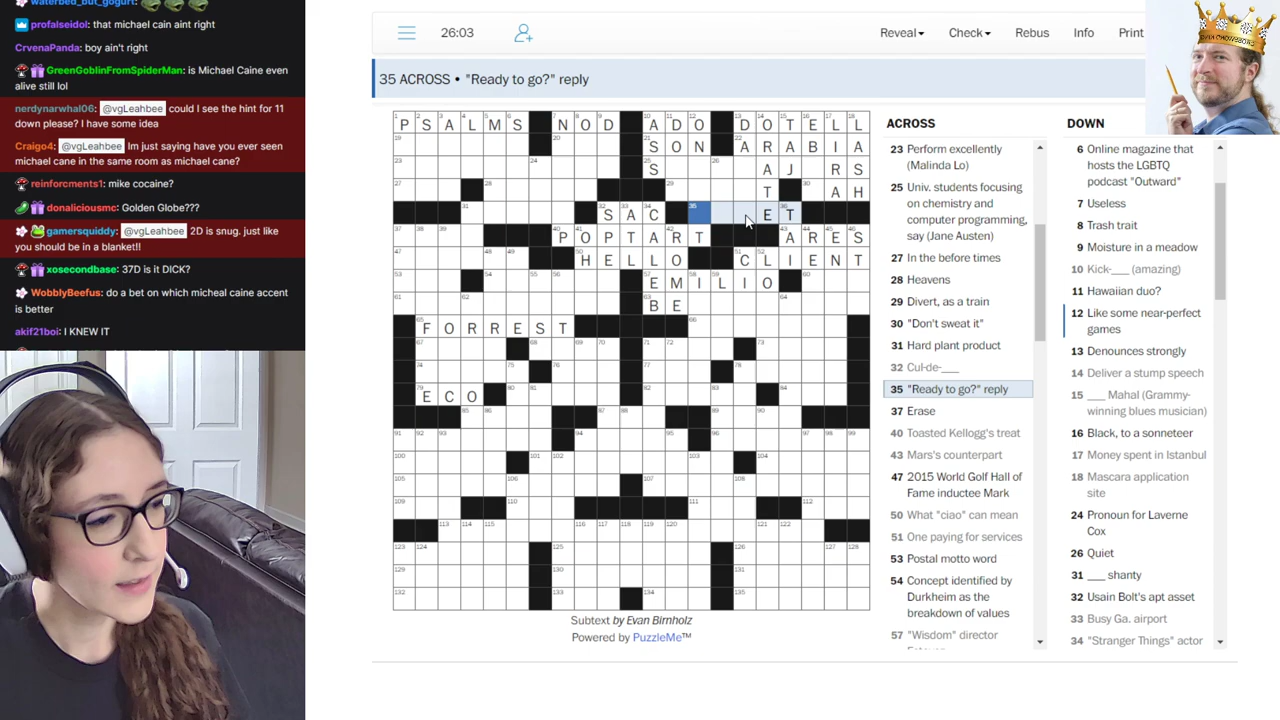 waterbed_but_gogurt:
profalseidol: that michael cain aint right
CrvenaPanda: boy ain't right
GreenGoblinFromSpiderMan: is Michael Caine even
alive still lol
nerdynarwhal06: @vgLeahbee could I see the hint for 11
down please? I have some idea
Craigo4: @vgLeahbee Im just saying have you ever seen
michael cane in the same room as michael cane?
reinforcments1: mike cocaine?
donaliciousmc: Golden Globe???
gamersquiddy: @vgLeahbee 2D is snug. just like
you should be in a blanket!!
xosecondbase: 37D is it DICK?
WobblyBeefus: do a bet on which micheal caine accent
is better
akif21boi: I KNEW IT
26:03
Reveal
Check
Rebus
Info
Print
35 ACROSS • "Ready to go?" reply
PSALMS NOD ADO DOTELL
SON ARABIA
S AJ RS
T AH
SAC ET
POPTART ARES
HELLO CLIENT
EMILIO
BE
FORREST
ECO
Subtext by Evan Birnholz
Powered by PuzzleMe™
ACROSS
23 Perform excellently
(Malinda Lo)
25 Univ. students focusing
on chemistry and
computer programming,
say (Jane Austen)
27 In the before times
28 Heavens
29 Divert, as a train
30 "Don't sweat it"
31 Hard plant product
32 Cul-de-___
35 "Ready to go?" reply
37 Erase
40 Toasted Kellogg's treat
43 Mars's counterpart
47 2015 World Golf Hall of
Fame inductee Mark
50 What "ciao" can mean
51 One paying for services
53 Postal motto word
54 Concept identified by
Durkheim as the
breakdown of values
57 "Wisdom" director
DOWN
6 Online magazine that
hosts the LGBTQ
podcast "Outward"
7 Useless
8 Trash trait
9 Moisture in a meadow
10 Kick-___ (amazing)
11 Hawaiian duo?
12 Like some near-perfect
games
13 Denounces strongly
14 Deliver a stump speech
15 ___ Mahal (Grammy-
winning blues musician)
16 Black, to a sonneteer
17 Money spent in Istanbul
18 Mascara application
site
24 Pronoun for Laverne
Cox
26 Quiet
31 ___ shanty
32 Usain Bolt's apt asset
33 Busy Ga. airport
34 "Stranger Things" actor